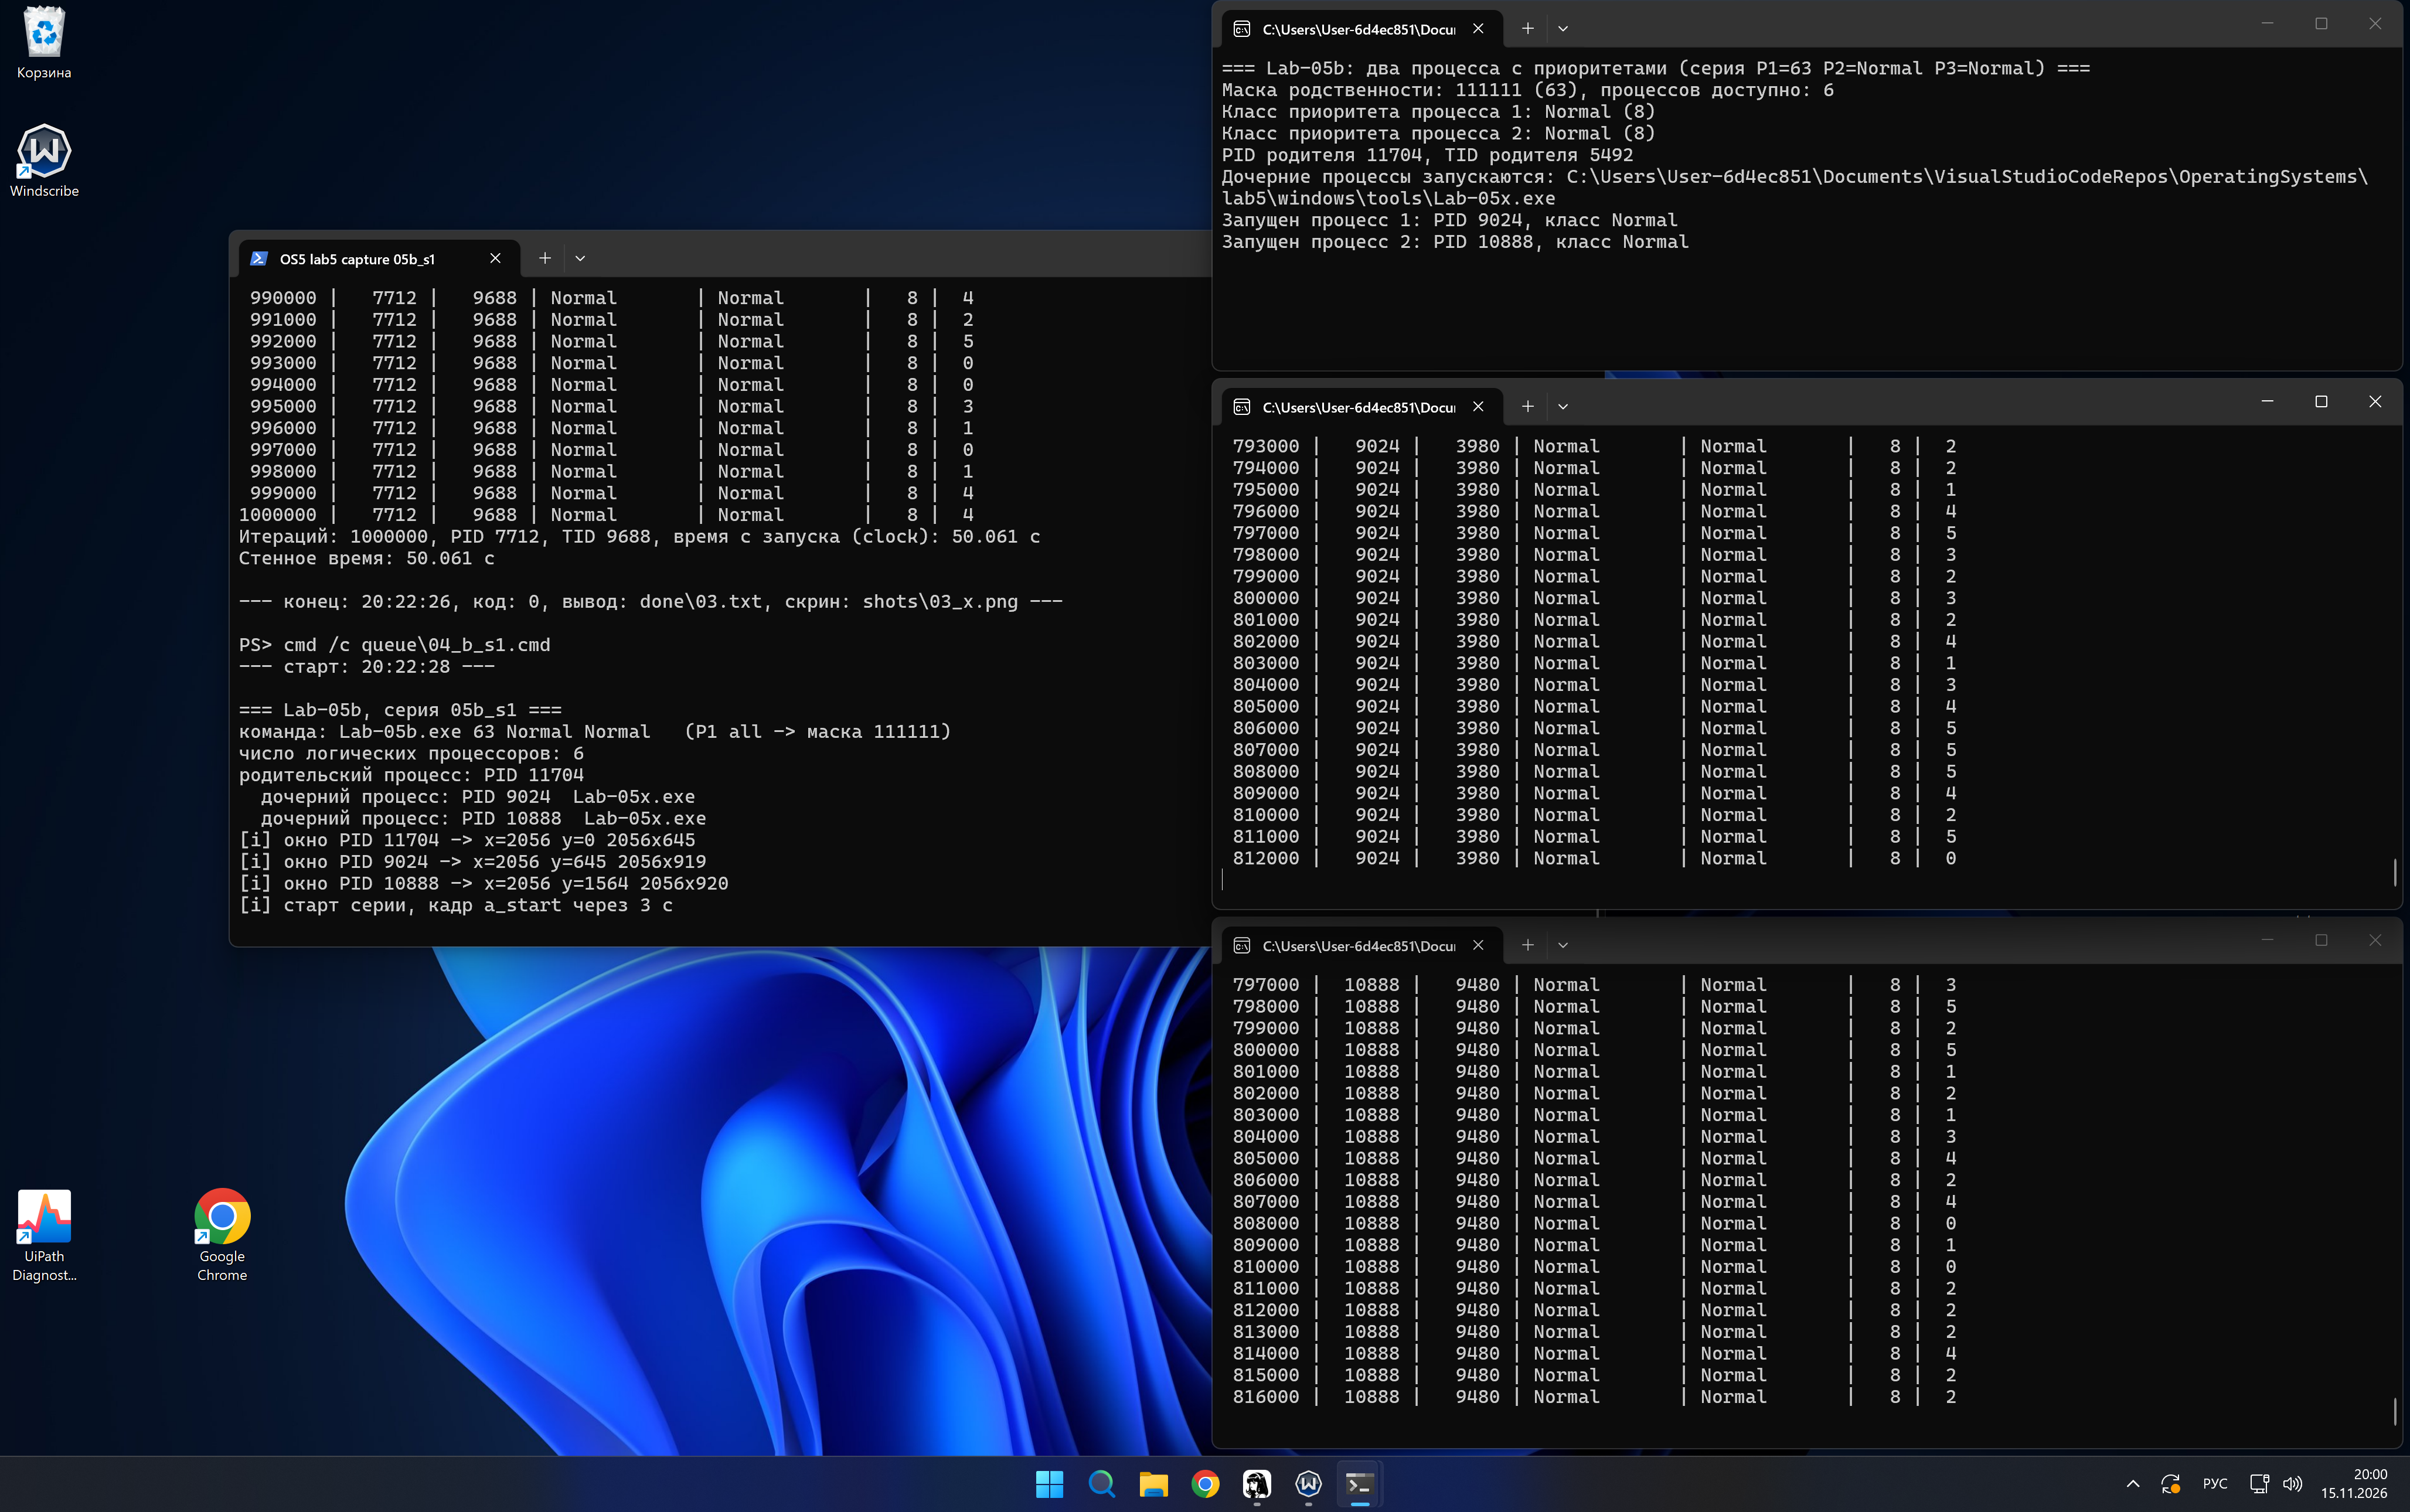 Корзина
Windscribe
UiPath
Diagnost...
Google
Chrome
OS5 lab5 capture 05b_s1
990000 |   7712 |   9688 | Normal       | Normal       |   8 |  4
991000 |   7712 |   9688 | Normal       | Normal       |   8 |  2
992000 |   7712 |   9688 | Normal       | Normal       |   8 |  5
993000 |   7712 |   9688 | Normal       | Normal       |   8 |  0
994000 |   7712 |   9688 | Normal       | Normal       |   8 |  0
995000 |   7712 |   9688 | Normal       | Normal       |   8 |  3
996000 |   7712 |   9688 | Normal       | Normal       |   8 |  1
997000 |   7712 |   9688 | Normal       | Normal       |   8 |  0
998000 |   7712 |   9688 | Normal       | Normal       |   8 |  1
999000 |   7712 |   9688 | Normal       | Normal       |   8 |  4
1000000 |   7712 |   9688 | Normal       | Normal       |   8 |  4
Итераций: 1000000, PID 7712, TID 9688, время с запуска (clock): 50.061 с
Стенное время: 50.061 с
--- конец: 20:22:26, код: 0, вывод: done\03.txt, скрин: shots\03_x.png ---
PS> cmd /c queue\04_b_s1.cmd
--- старт: 20:22:28 ---
=== Lab-05b, серия 05b_s1 ===
команда: Lab-05b.exe 63 Normal Normal   (P1 all -> маска 111111)
число логических процессоров: 6
родительский процесс: PID 11704
дочерний процесс: PID 9024  Lab-05x.exe
дочерний процесс: PID 10888  Lab-05x.exe
[i] окно PID 11704 -> x=2056 y=0 2056x645
[i] окно PID 9024 -> x=2056 y=645 2056x919
[i] окно PID 10888 -> x=2056 y=1564 2056x920
[i] старт серии, кадр a_start через 3 с
C:\Users\User-6d4ec851\Docu
=== Lab-05b: два процесса с приоритетами (серия P1=63 P2=Normal P3=Normal) ===
Маска родственности: 111111 (63), процессов доступно: 6
Класс приоритета процесса 1: Normal (8)
Класс приоритета процесса 2: Normal (8)
PID родителя 11704, TID родителя 5492
Дочерние процессы запускаются: C:\Users\User-6d4ec851\Documents\VisualStudioCodeRepos\OperatingSystems\
lab5\windows\tools\Lab-05x.exe
Запущен процесс 1: PID 9024, класс Normal
Запущен процесс 2: PID 10888, класс Normal
C:\Users\User-6d4ec851\Docu
793000 |   9024 |   3980 | Normal       | Normal       |   8 |  2
794000 |   9024 |   3980 | Normal       | Normal       |   8 |  2
795000 |   9024 |   3980 | Normal       | Normal       |   8 |  1
796000 |   9024 |   3980 | Normal       | Normal       |   8 |  4
797000 |   9024 |   3980 | Normal       | Normal       |   8 |  5
798000 |   9024 |   3980 | Normal       | Normal       |   8 |  3
799000 |   9024 |   3980 | Normal       | Normal       |   8 |  2
800000 |   9024 |   3980 | Normal       | Normal       |   8 |  3
801000 |   9024 |   3980 | Normal       | Normal       |   8 |  2
802000 |   9024 |   3980 | Normal       | Normal       |   8 |  4
803000 |   9024 |   3980 | Normal       | Normal       |   8 |  1
804000 |   9024 |   3980 | Normal       | Normal       |   8 |  3
805000 |   9024 |   3980 | Normal       | Normal       |   8 |  4
806000 |   9024 |   3980 | Normal       | Normal       |   8 |  5
807000 |   9024 |   3980 | Normal       | Normal       |   8 |  5
808000 |   9024 |   3980 | Normal       | Normal       |   8 |  5
809000 |   9024 |   3980 | Normal       | Normal       |   8 |  4
810000 |   9024 |   3980 | Normal       | Normal       |   8 |  2
811000 |   9024 |   3980 | Normal       | Normal       |   8 |  5
812000 |   9024 |   3980 | Normal       | Normal       |   8 |  0
C:\Users\User-6d4ec851\Docu
797000 |  10888 |   9480 | Normal       | Normal       |   8 |  3
798000 |  10888 |   9480 | Normal       | Normal       |   8 |  5
799000 |  10888 |   9480 | Normal       | Normal       |   8 |  2
800000 |  10888 |   9480 | Normal       | Normal       |   8 |  5
801000 |  10888 |   9480 | Normal       | Normal       |   8 |  1
802000 |  10888 |   9480 | Normal       | Normal       |   8 |  2
803000 |  10888 |   9480 | Normal       | Normal       |   8 |  1
804000 |  10888 |   9480 | Normal       | Normal       |   8 |  3
805000 |  10888 |   9480 | Normal       | Normal       |   8 |  4
806000 |  10888 |   9480 | Normal       | Normal       |   8 |  2
807000 |  10888 |   9480 | Normal       | Normal       |   8 |  4
808000 |  10888 |   9480 | Normal       | Normal       |   8 |  0
809000 |  10888 |   9480 | Normal       | Normal       |   8 |  1
810000 |  10888 |   9480 | Normal       | Normal       |   8 |  0
811000 |  10888 |   9480 | Normal       | Normal       |   8 |  2
812000 |  10888 |   9480 | Normal       | Normal       |   8 |  2
813000 |  10888 |   9480 | Normal       | Normal       |   8 |  2
814000 |  10888 |   9480 | Normal       | Normal       |   8 |  4
815000 |  10888 |   9480 | Normal       | Normal       |   8 |  2
816000 |  10888 |   9480 | Normal       | Normal       |   8 |  2
РУС
20:00
15.11.2026